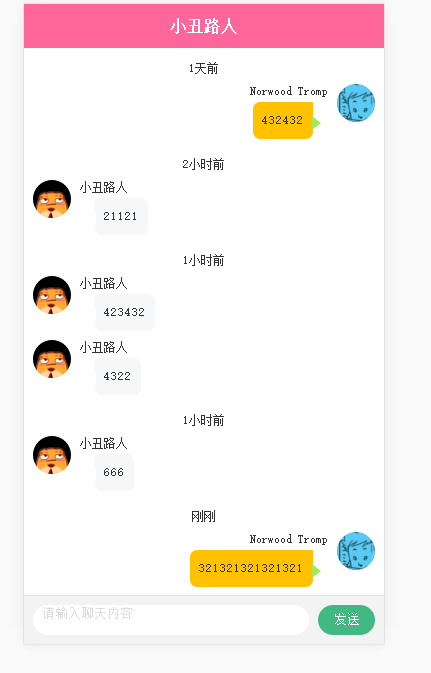 小丑路人
1天前
Norwood Tromp
432432
2小时前
小丑路人
21121
1小时前
小丑路人
423432
小丑路人
4322
1小时前
小丑路人
666
刚刚
Norwood Tromp
321321321321321
请输入聊天内容
发送